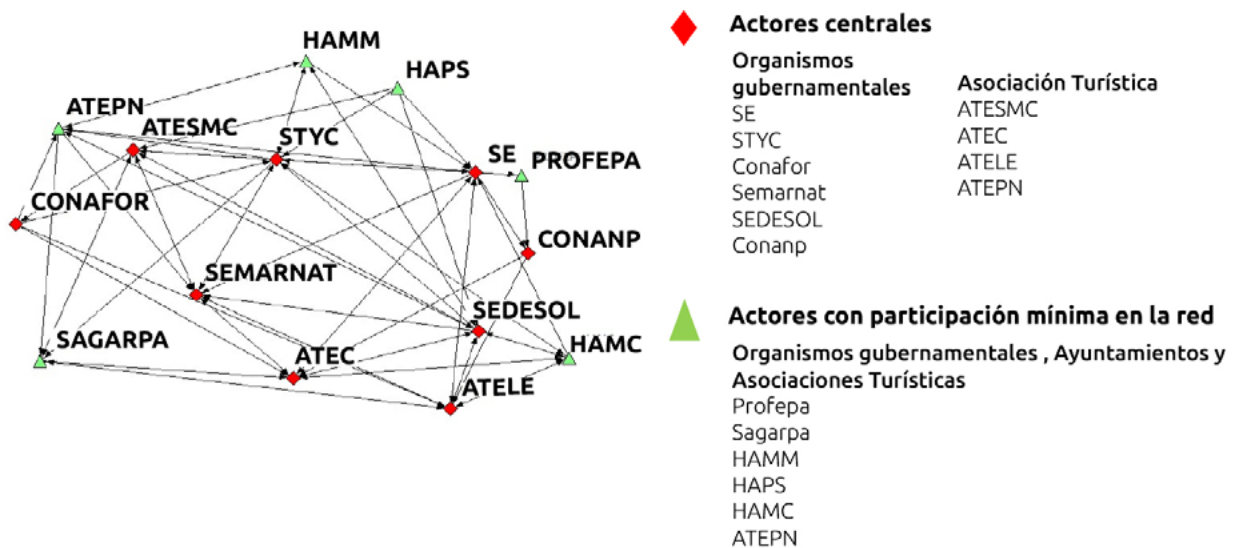 HAMM
HAPS
ATEPN
ATESMC
STYC
SE
PROFEPA
CONAFOR
CONANP
SEMARNAT
SEDESOL
SAGARPA
ATEC
HAMC
ATELE
Actores centrales
Organismos
gubernamentales
SE
STYC
Conafor
Semarnat
SEDESOL
Conanp
Asociación Turística
ATESMC
ATEC
ATELE
ATEPN
Actores con participación mínima en la red
Organismos gubernamentales , Ayuntamientos y
Asociaciones Turísticas
Profepa
Sagarpa
HAMM
HAPS
HAMC
ATEPN